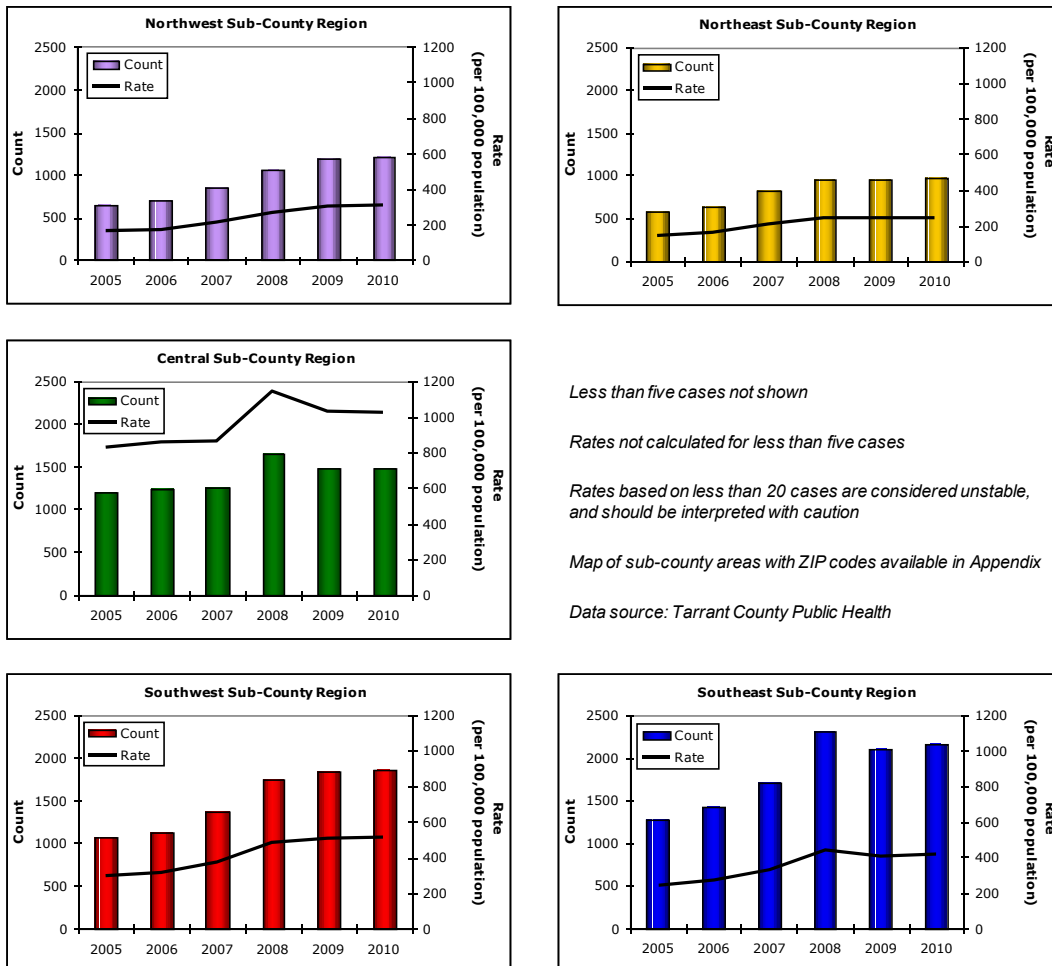 Northwest Sub-County Region
2500
2000
1500
1000
500
0
Count
Count
Rate
1200
1000
800
600
400
200
0
Rate
(per 100,000 population)
2005 2006 2007 2008 2009 2010
Northeast Sub-County Region
2500
2000
1500
1000
500
0
Count
Count
Rate
1200
1000
800
600
400
200
0
Rate
(per 100,000 population)
2005 2006 2007 2008 2009 2010
Central Sub-County Region
2500
2000
1500
1000
500
0
Count
Count
Rate
1200
1000
800
600
400
200
0
Rate
(per 100,000 population)
2005 2006 2007 2008 2009 2010
Less than five cases not shown
Rates not calculated for less than five cases
Rates based on less than 20 cases are considered unstable,
and should be interpreted with caution
Map of sub-county areas with ZIP codes available in Appendix
Data source: Tarrant County Public Health
Southwest Sub-County Region
2500
2000
1500
1000
500
0
Count
Count
Rate
1200
1000
800
600
400
200
0
Rate
(per 100,000 population)
2005 2006 2007 2008 2009 2010
Southeast Sub-County Region
2500
2000
1500
1000
500
0
Count
Count
Rate
1200
1000
800
600
400
200
0
Rate
(per 100,000 population)
2005 2006 2007 2008 2009 2010